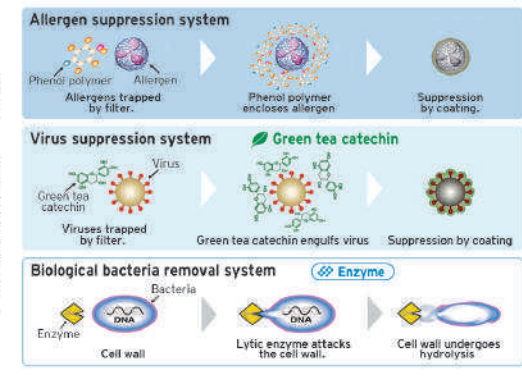 Allergen suppression system
Phenol polymer
Allergen
Allergens trapped
by filter.
Phenol polymer
encloses allergen
Suppression
by coating.
Virus suppression system
Green tea catechin
Virus
Green tea
catechin
Viruses trapped
by filter.
Green tea catechin engulfs virus
Suppression by coating
Biological bacteria removal system
Enzyme
Bacteria
DNA
Enzyme
Cell wall
DNA
Lytic enzyme attacks
the cell wall.
Cell wall undergoes
hydrolysis